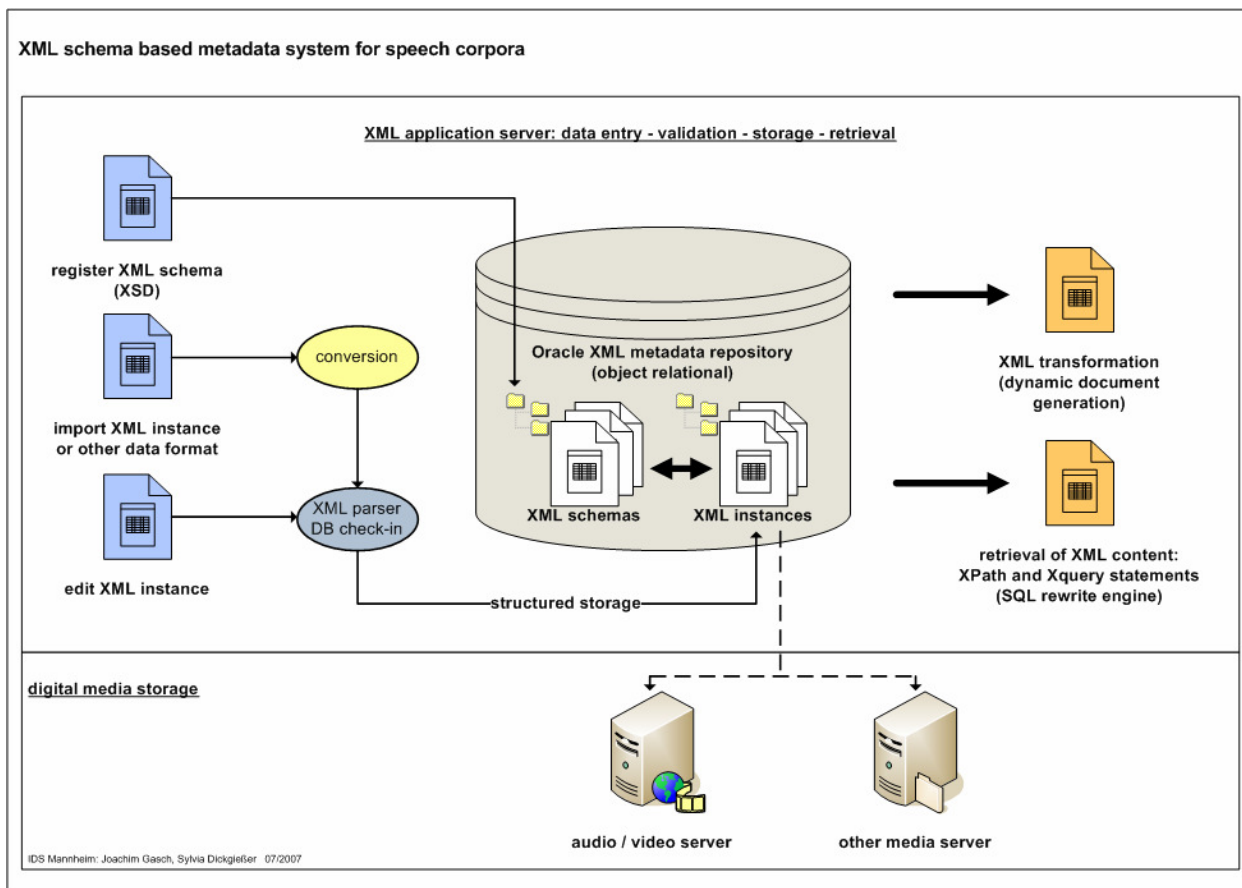 XML schema based metadata system for speech corpora
XML application server: data entry - validation - storage - retrieval
register XML schema
(XSD)
import XML instance
or other data format
edit XML instance
conversion
XML parser
DB check-in
structured storage
Oracle XML metadata repository
(object relational)
XML schemas
XML instances
XML transformation
(dynamic document
generation)
retrieval of XML content:
XPath and Xquery statements
(SQL rewrite engine)
digital media storage
audio / video server
other media server
IDS Mannheim: Joachim Gasch, Sylvia Dickgießer 07/2007